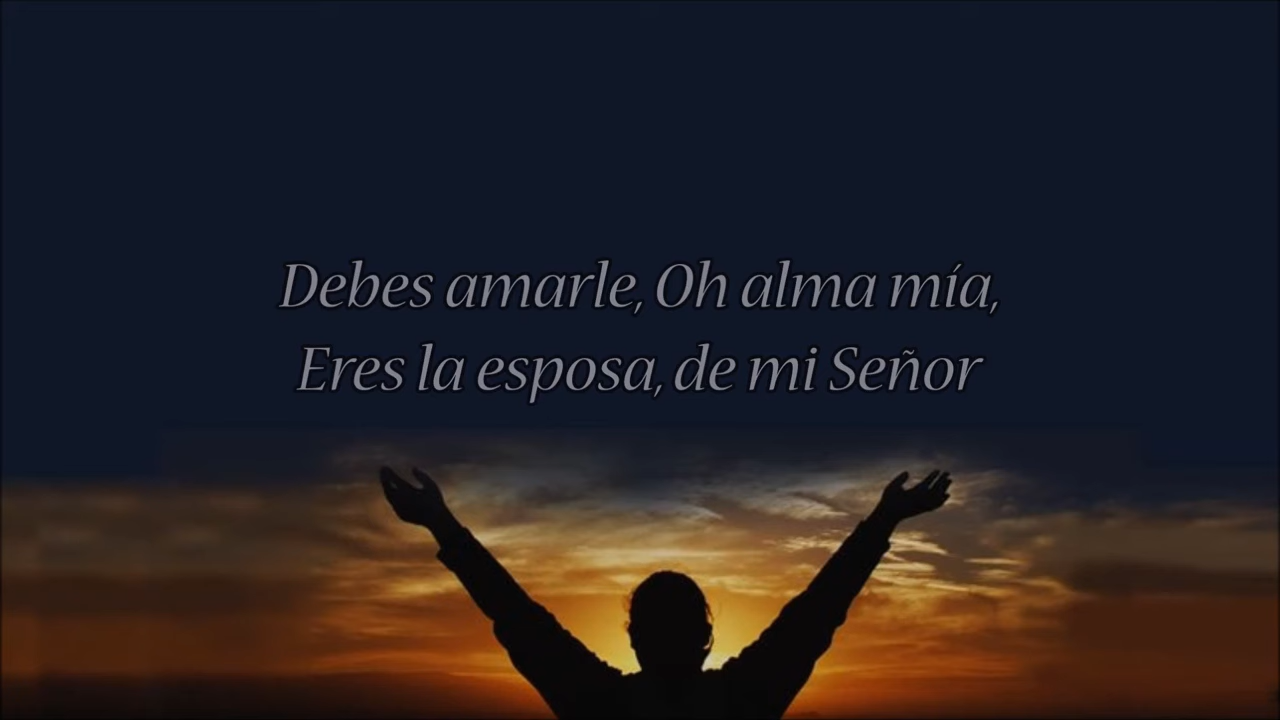 Debes amarle, Oh alma mía,
Eres la esposa, de mi Señor